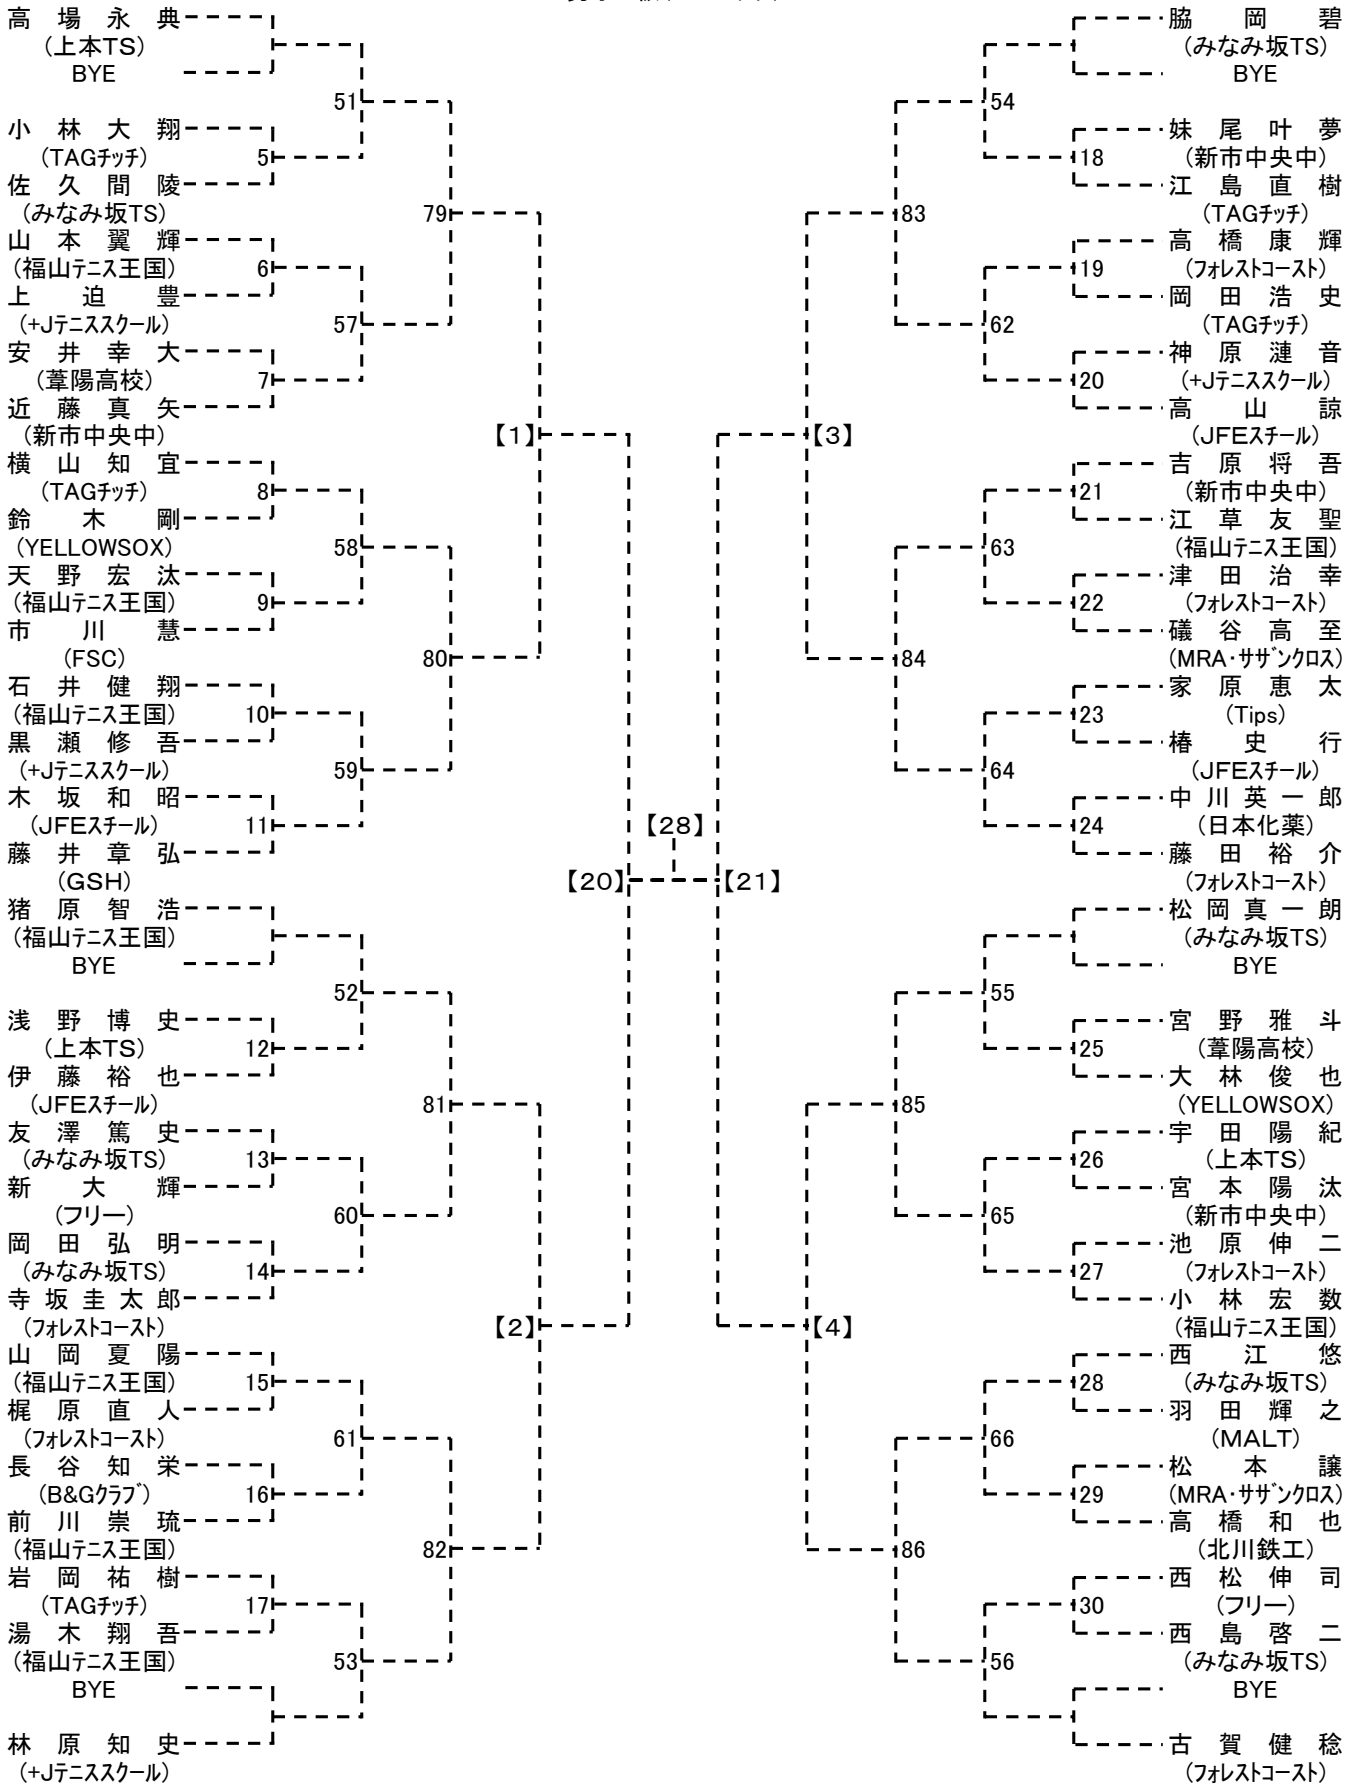 高場永典
(上本TS)
BYE
51
小林大翔
(TAGチッチ)
5
佐久間陵
(みなみ坂TS)
79
山本翼輝
(福山テニス王国)
6
上迫豊
(+Jテニススクール)
57
安井幸大
(葦陽高校)
7
近藤真矢
(新市中央中)
【1】
横山知宜
(TAGチッチ)
8
鈴木剛
(YELLOWSOX)
58
天野宏汰
(福山テニス王国)
9
市川慧
(FSC)
80
石井健翔
(福山テニス王国)
10
黒瀬修吾
(+Jテニススクール)
59
木坂和昭
(JFEスチール)
11
藤井章弘
(GSH)
【20】
猪原智浩
(福山テニス王国)
BYE
52
浅野博史
(上本TS)
12
伊藤裕也
(JFEスチール)
81
友澤篤史
(みなみ坂TS)
13
新大輝
(フリー)
60
岡田弘明
(みなみ坂TS)
14
寺坂圭太郎
(フォレストコースト)
【2】
山岡夏陽
(福山テニス王国)
15
梶原直人
(フォレストコースト)
61
長谷知栄
(B&Gクラブ)
16
前川崇琉
(福山テニス王国)
82
岩岡祐樹
(TAGチッチ)
17
湯木翔吾
(福山テニス王国)
53
BYE
林原知史
(+Jテニススクール)
【28】
脇岡碧
(みなみ坂TS)
BYE
54
妹尾叶夢
18
(新市中央中)
江島直樹
(TAGチッチ)
83
高橋康輝
19
(フォレストコースト)
岡田浩史
(TAGチッチ)
62
神原漣音
20
(+Jテニススクール)
高山諒
(JFEスチール)
【3】
吉原将吾
21
(新市中央中)
江草友聖
(福山テニス王国)
63
津田治幸
22
(フォレストコースト)
礒谷高至
(MRA・サザンクロス)
84
家原恵太
23
(Tips)
椿史行
(JFEスチール)
64
中川英一郎
24
(日本化薬)
藤田裕介
(フォレストコースト)
【21】
松岡真一朗
(みなみ坂TS)
BYE
55
宮野雅斗
25
(葦陽高校)
大林俊也
(YELLOWSOX)
85
宇田陽紀
26
(上本TS)
宮本陽汰
(新市中央中)
65
池原伸二
27
(フォレストコースト)
小林宏数
(福山テニス王国)
【4】
西江悠
28
(みなみ坂TS)
羽田輝之
(MALT)
66
松本譲
29
(MRA・サザンクロス)
高橋和也
(北川鉄工)
86
西松伸司
30
(フリー)
西島啓二
(みなみ坂TS)
56
BYE
古賀健稔
(フォレストコースト)